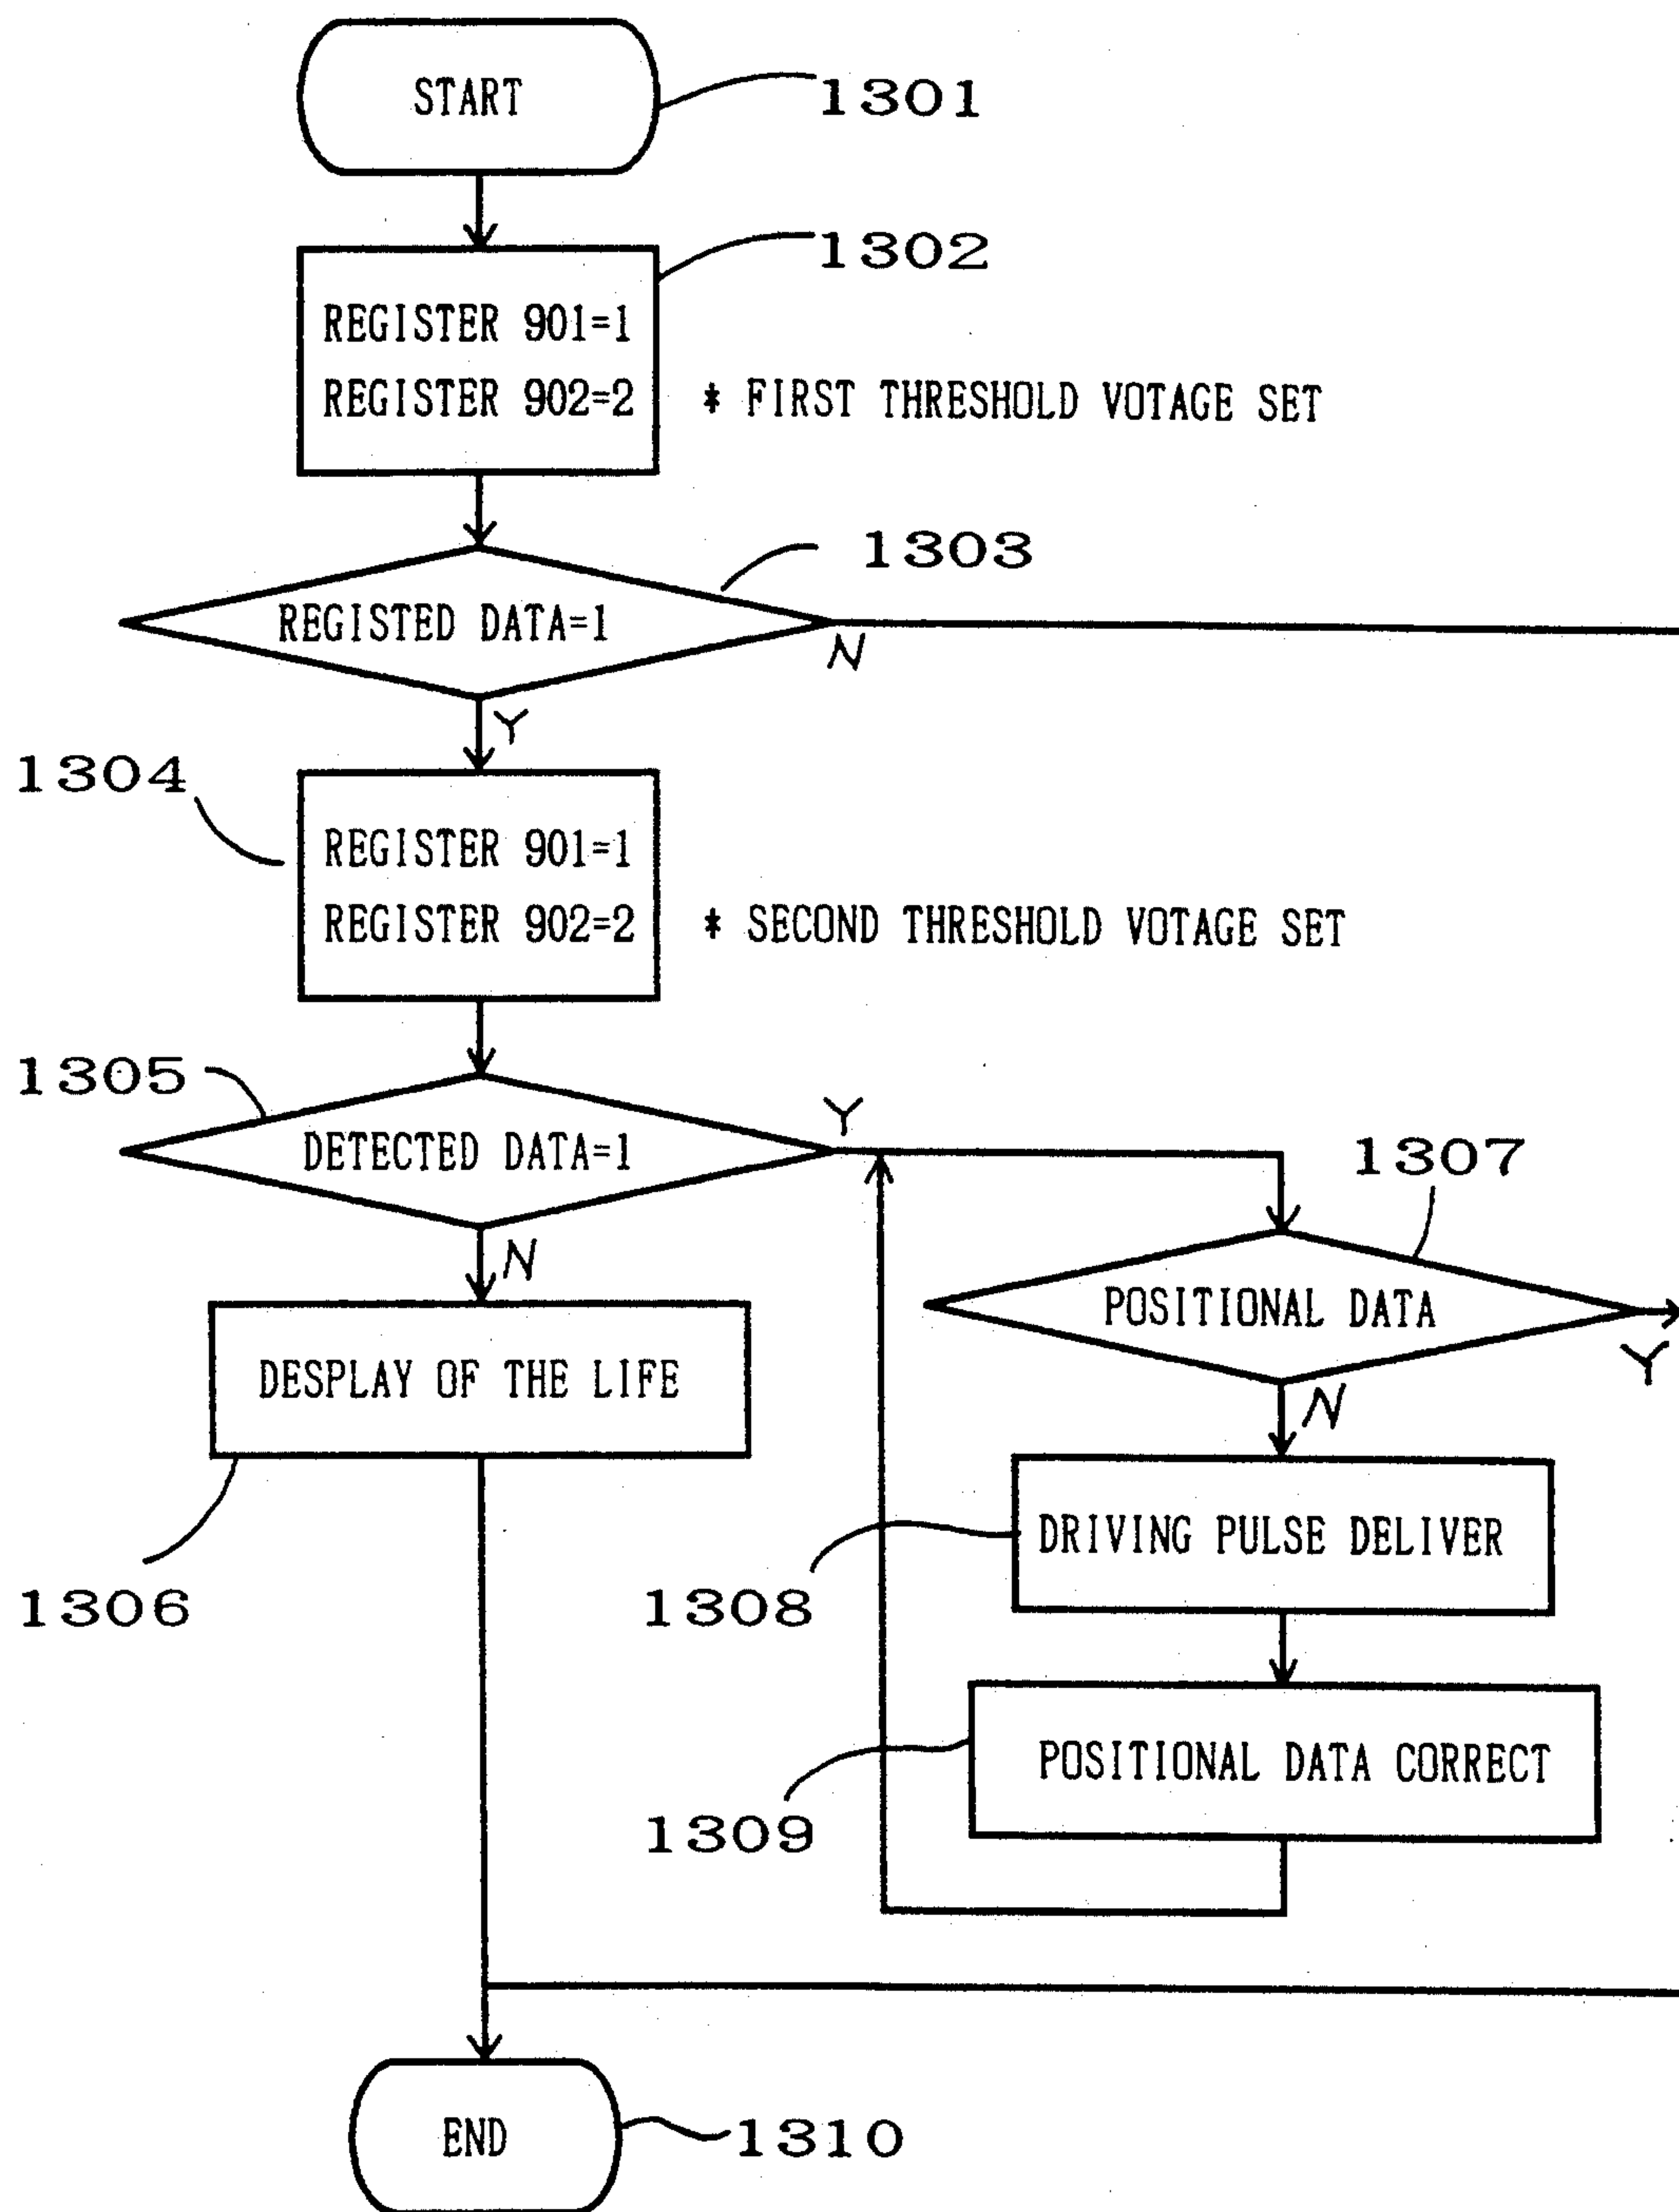 START
1301
1302
REGISTER 901=1
REGISTER 902=2
* FIRST THRESHOLD VOTAGE SET
1303
REGISTED DATA=1
N
Y
1304
REGISTER 901=1
REGISTER 902=2
* SECOND THRESHOLD VOTAGE SET
1305
DETECTED DATA=1
Y
1307
N
POSITIONAL DATA
Y
DESPLAY OF THE LIFE
N
1306
DRIVING PULSE DELIVER
1308
POSITIONAL DATA CORRECT
1309
END
1310